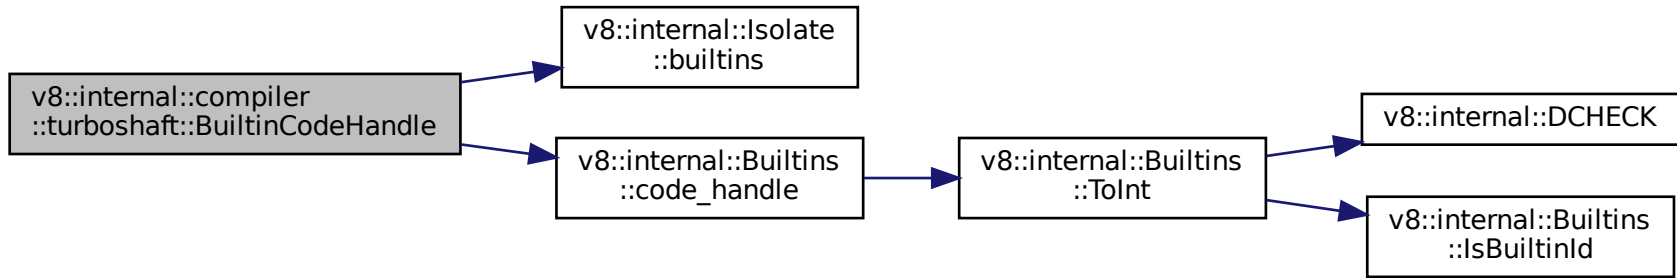 v8::internal::compiler
::turboshaft::BuiltinCodeHandle
v8::internal::Isolate
::builtins
v8::internal::Builtins
::code_handle
v8::internal::Builtins
::ToInt
v8::internal::DCHECK
v8::internal::Builtins
::IsBuiltinId